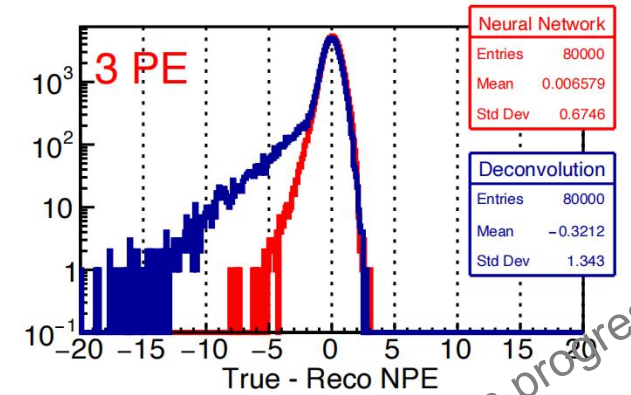 3 PE
Neural Network
Entries 80000
Mean 0.006579
Std Dev 0.6746
Deconvolution
Entries 80000
Mean −0.3212
Std Dev 1.343
10³
10²
10
1
10⁻¹
−20 −15 −10 −5 0 5 10 15 20
True - Reco NPE